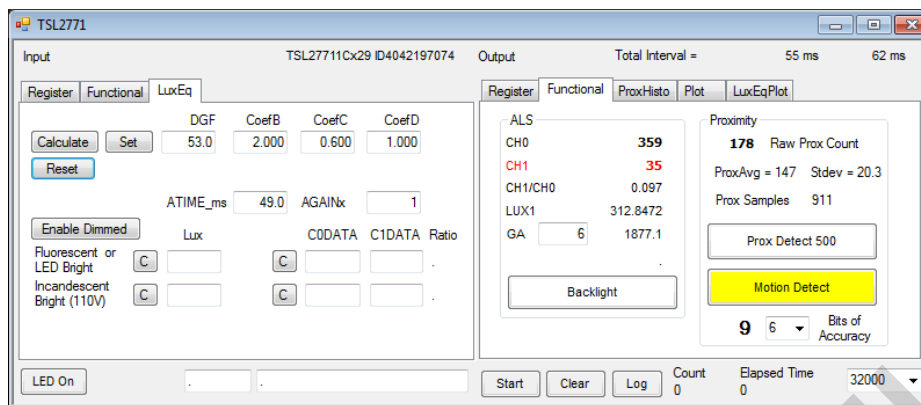 TSL2771
Input TSL27711Cx29 ID4042197074 Output Total Interval = 55 ms 62 ms
Register Functional LuxEq
DGF CoefB CoefC CoefD
Calculate Set 53.0 2.000 0.600 1.000
Reset
ATIME_ms 49.0 AGAINx 1
Enable Dimmed Lux C0DATA C1DATA Ratio
Fluorescent or
LED Bright C C .
Incandescent
Bright (110V) C C .
LED On . .
Register Functional ProxHisto Plot LuxEqPlot
ALS
CH0 359
CH1 35
CH1/CH0 0.097
LUX1 312.8472
GA 6 1877.1
.
Backlight
Proximity
178 Raw Prox Count
ProxAvg = 147 Stdev = 20.3
Prox Samples 911
Prox Detect 500
Motion Detect
9 6 Bits of
Accuracy
Start Clear Log Count Elapsed Time 32000
0 0